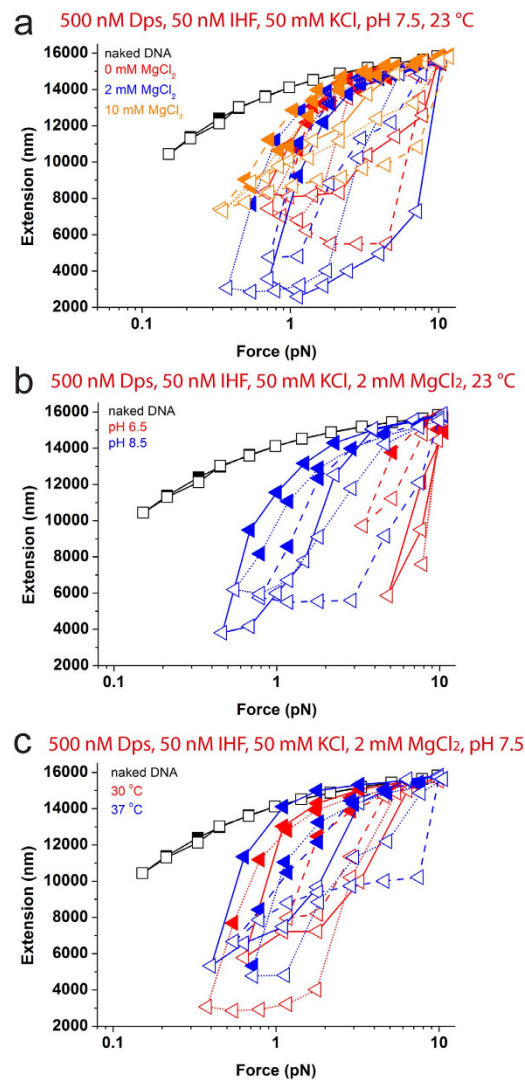 a
500 nM Dps, 50 nM IHF, 50 mM KCl, pH 7.5, 23 °C
16000
14000
12000
10000
8000
6000
4000
2000
Extension (nm)
naked DNA
0 mM MgCl₂
2 mM MgCl₂
10 mM MgCl₂
0.1
1
10
Force (pN)
b
500 nM Dps, 50 nM IHF, 50 mM KCl, 2 mM MgCl₂, 23 °C
16000
14000
12000
10000
8000
6000
4000
2000
Extension (nm)
naked DNA
pH 6.5
pH 8.5
0.1
1
10
Force (pN)
c
500 nM Dps, 50 nM IHF, 50 mM KCl, 2 mM MgCl₂, pH 7.5
16000
14000
12000
10000
8000
6000
4000
2000
Extension (nm)
naked DNA
30 °C
37 °C
0.1
1
10
Force (pN)